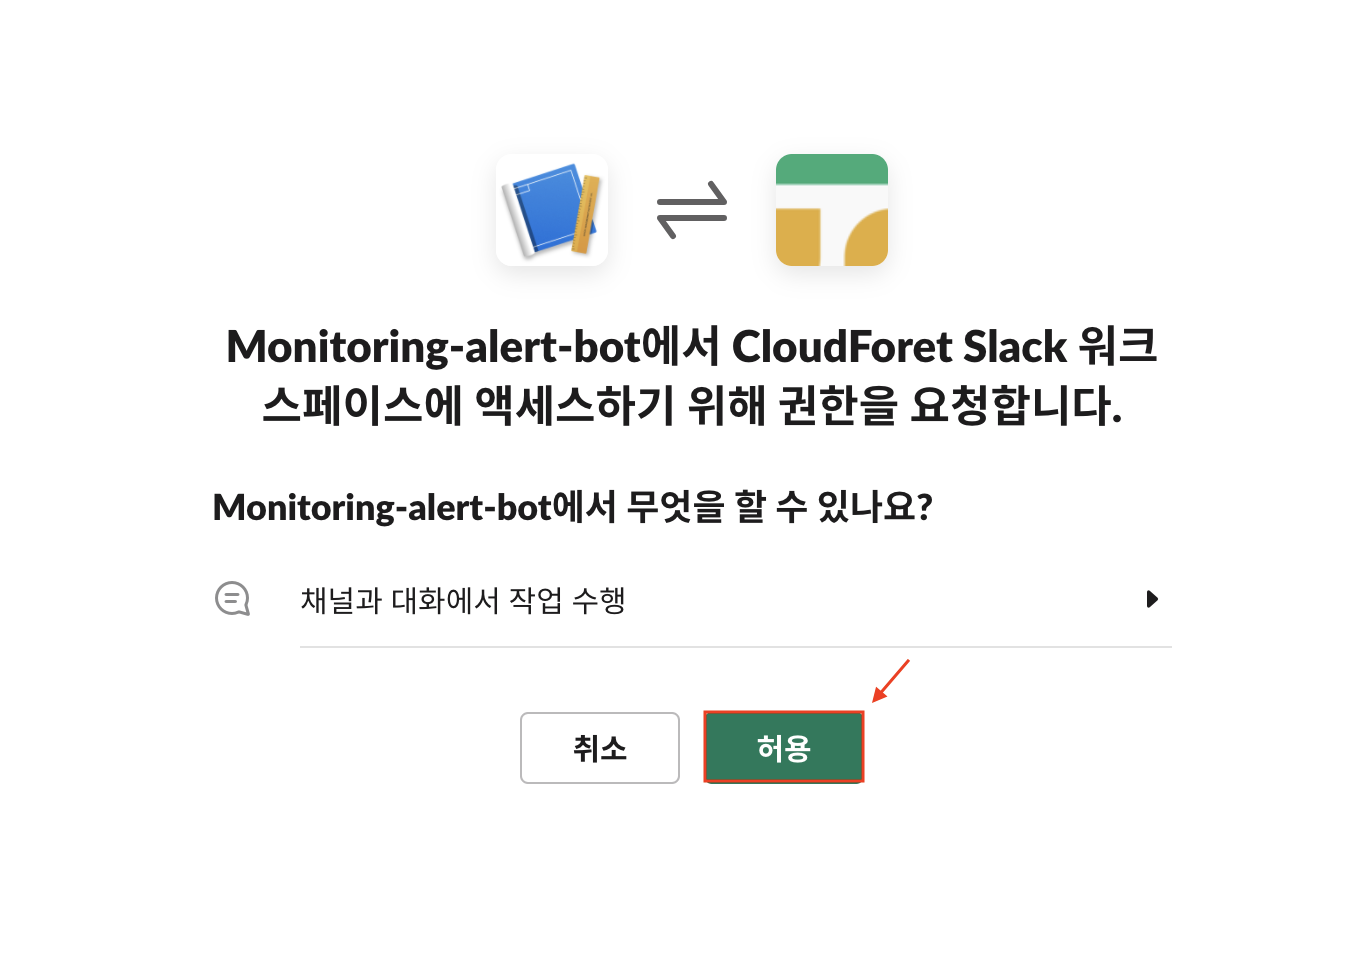 Monitoring-alert-bot에서 CloudForet Slack 워크
스페이스에 액세스하기 위해 권한을 요청합니다.
Monitoring-alert-bot에서 무엇을 할 수 있나요?
채널과 대화에서 작업 수행
취소
허용